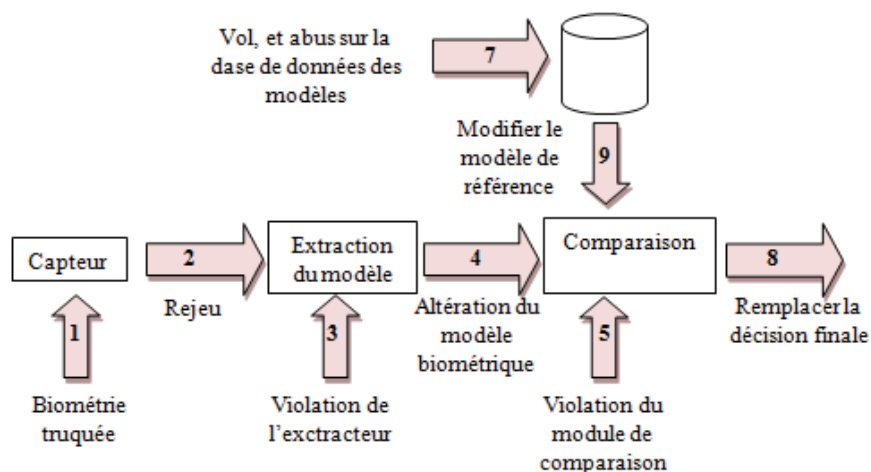 Vol, et abus sur la
dase de données des
modèles
7
Modifier le
modèle de
référence
9
Capteur
2
Rejeu
Extraction
du modèle
4
Altération du
modèle
biométrique
Comparaison
8
Remplacer la
décision finale
1
Biométrie
truquée
3
Violation de
l'exctracteur
5
Violation du
module de
comparaison